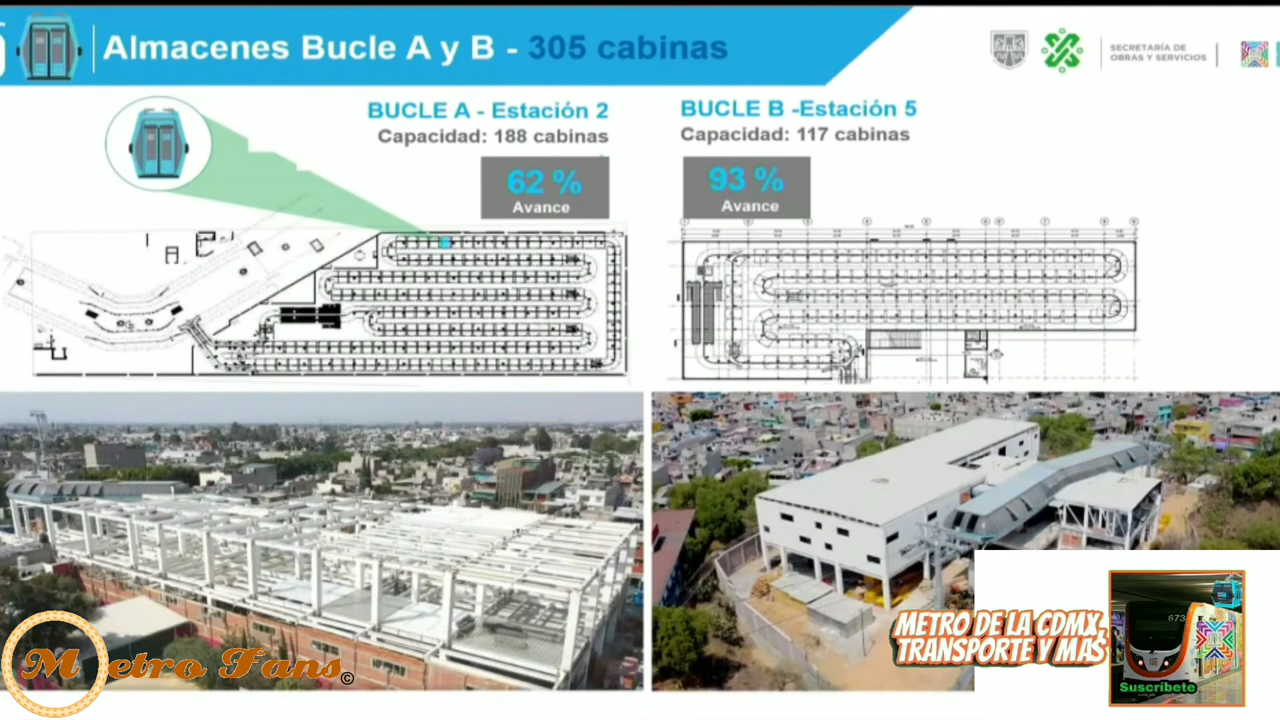 Almacenes Bucle A y B - 305 cabinas
SECRETARÍA DE
OBRAS Y SERVICIOS
BUCLE A - Estación 2
Capacidad: 188 cabinas
62 %
Avance
BUCLE B -Estación 5
Capacidad: 117 cabinas
93 %
Avance
Metro Fans©
METRO DE LA CDMX,
TRANSPORTE Y MÁS
673
Suscríbete